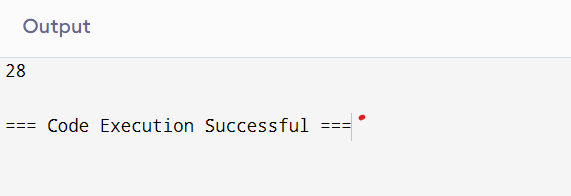 Output
28
=== Code Execution Successful ===